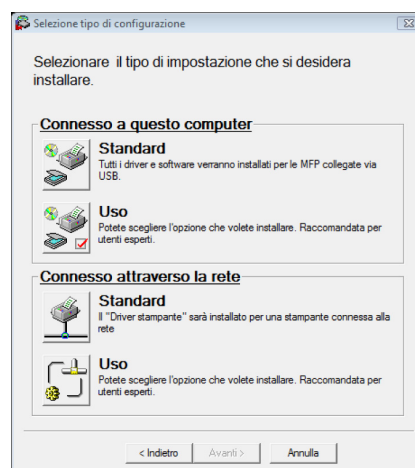 Selezione tipo di configurazione
Selezionare il tipo di impostazione che si desidera
installare.
Connesso a questo computer
Standard
Tutti i driver e software verranno installati per le MFP collegate via
USB.
Uso
Potete scegliere l'opzione che volete installare. Raccomandata per
utenti esperti.
Connesso attraverso la rete
Standard
Il "Driver stampante" sarà installato per una stampante connessa alla
rete
Uso
Potete scegliere l'opzione che volete installare. Raccomandata per
utenti esperti.
< Indietro Avanti > Annulla